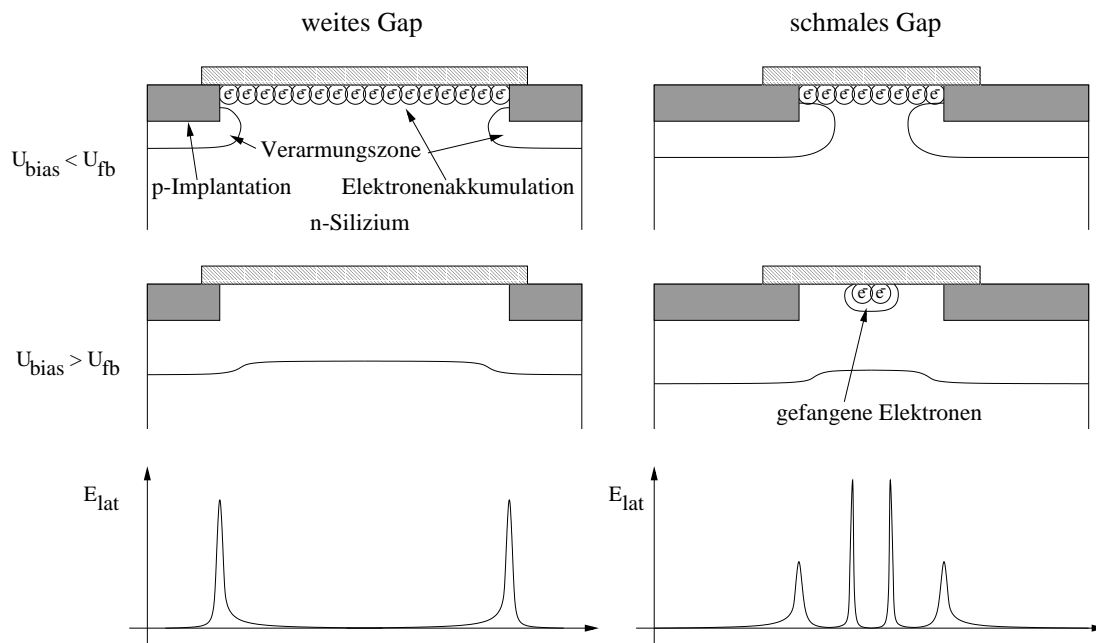 weites Gap
schmales Gap
e⁻ e⁻ e⁻ e⁻ e⁻ e⁻ e⁻ e⁻ e⁻ e⁻ e⁻ e⁻ e⁻
e⁻ e⁻ e⁻ e⁻ e⁻ e⁻ e⁻
U_bias < U_fb
Verarmungszone
p-Implantation
Elektronenakkumulation
n-Silizium
e⁻ e⁻
U_bias > U_fb
gefangene Elektronen
E_lat
E_lat